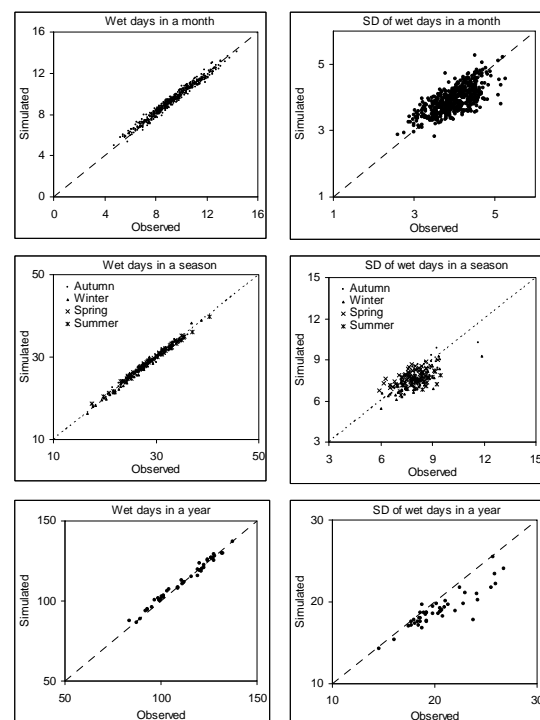 Wet days in a month
16
12
8
4
0
Simulated
0 4 8 12 16
Observed
SD of wet days in a month
5
3
1
Simulated
1 3 5
Observed
Wet days in a season
50
30
10
Simulated
Autumn
Winter
Spring
Summer
10 30 50
Observed
SD of wet days in a season
15
12
9
6
3
Simulated
Autumn
Winter
Spring
Summer
3 6 9 12 15
Observed
Wet days in a year
150
100
50
Simulated
50 100 150
Observed
SD of wet days in a year
30
20
10
Simulated
10 20 30
Observed